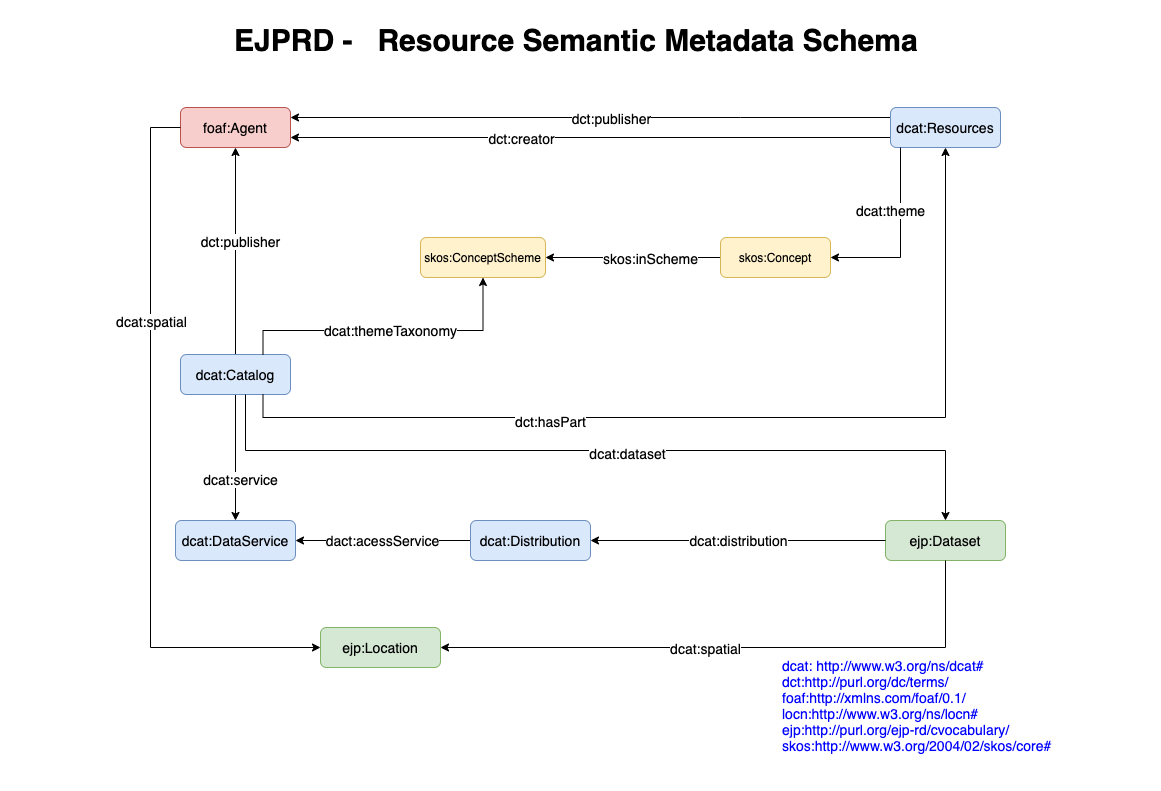 EJPRD - Resource Semantic Metadata Schema
foaf:Agent
dct:publisher
dcat:Resources
dct:creator
dcat:theme
dct:publisher
skos:ConceptScheme
skos:inScheme
skos:Concept
dcat:spatial
dcat:themeTaxonomy
dcat:Catalog
dct:hasPart
dcat:dataset
dcat:service
dcat:DataService
dact:acessService
dcat:Distribution
dcat:distribution
ejp:Dataset
ejp:Location
dcat:spatial
dcat: http://www.w3.org/ns/dcat#
dct:http://purl.org/dc/terms/
foaf:http://xmlns.com/foaf/0.1/
locn:http://www.w3.org/ns/locn#
ejp:http://purl.org/ejp-rd/cvocabulary/
skos:http://www.w3.org/2004/02/skos/core#